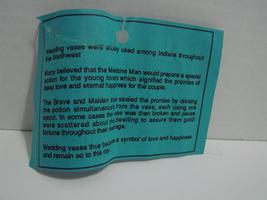 Wedding vases were used among Indians throughout
the Southwest
Many believed that the Medicine Man would prepare a special
potion for the young lovers which signified the promise of
deep love and eternal happiness for the couple.
The Brave and Maiden sealed the promise by drinking
the potion simultaneously from the vase, each using one
spout. In some cases the vase was then broken and pieces
were scattered about the dwelling to assure them good
fortune throughout their marriage.
Wedding vases thus became a symbol of love and happiness
and remain so to this day